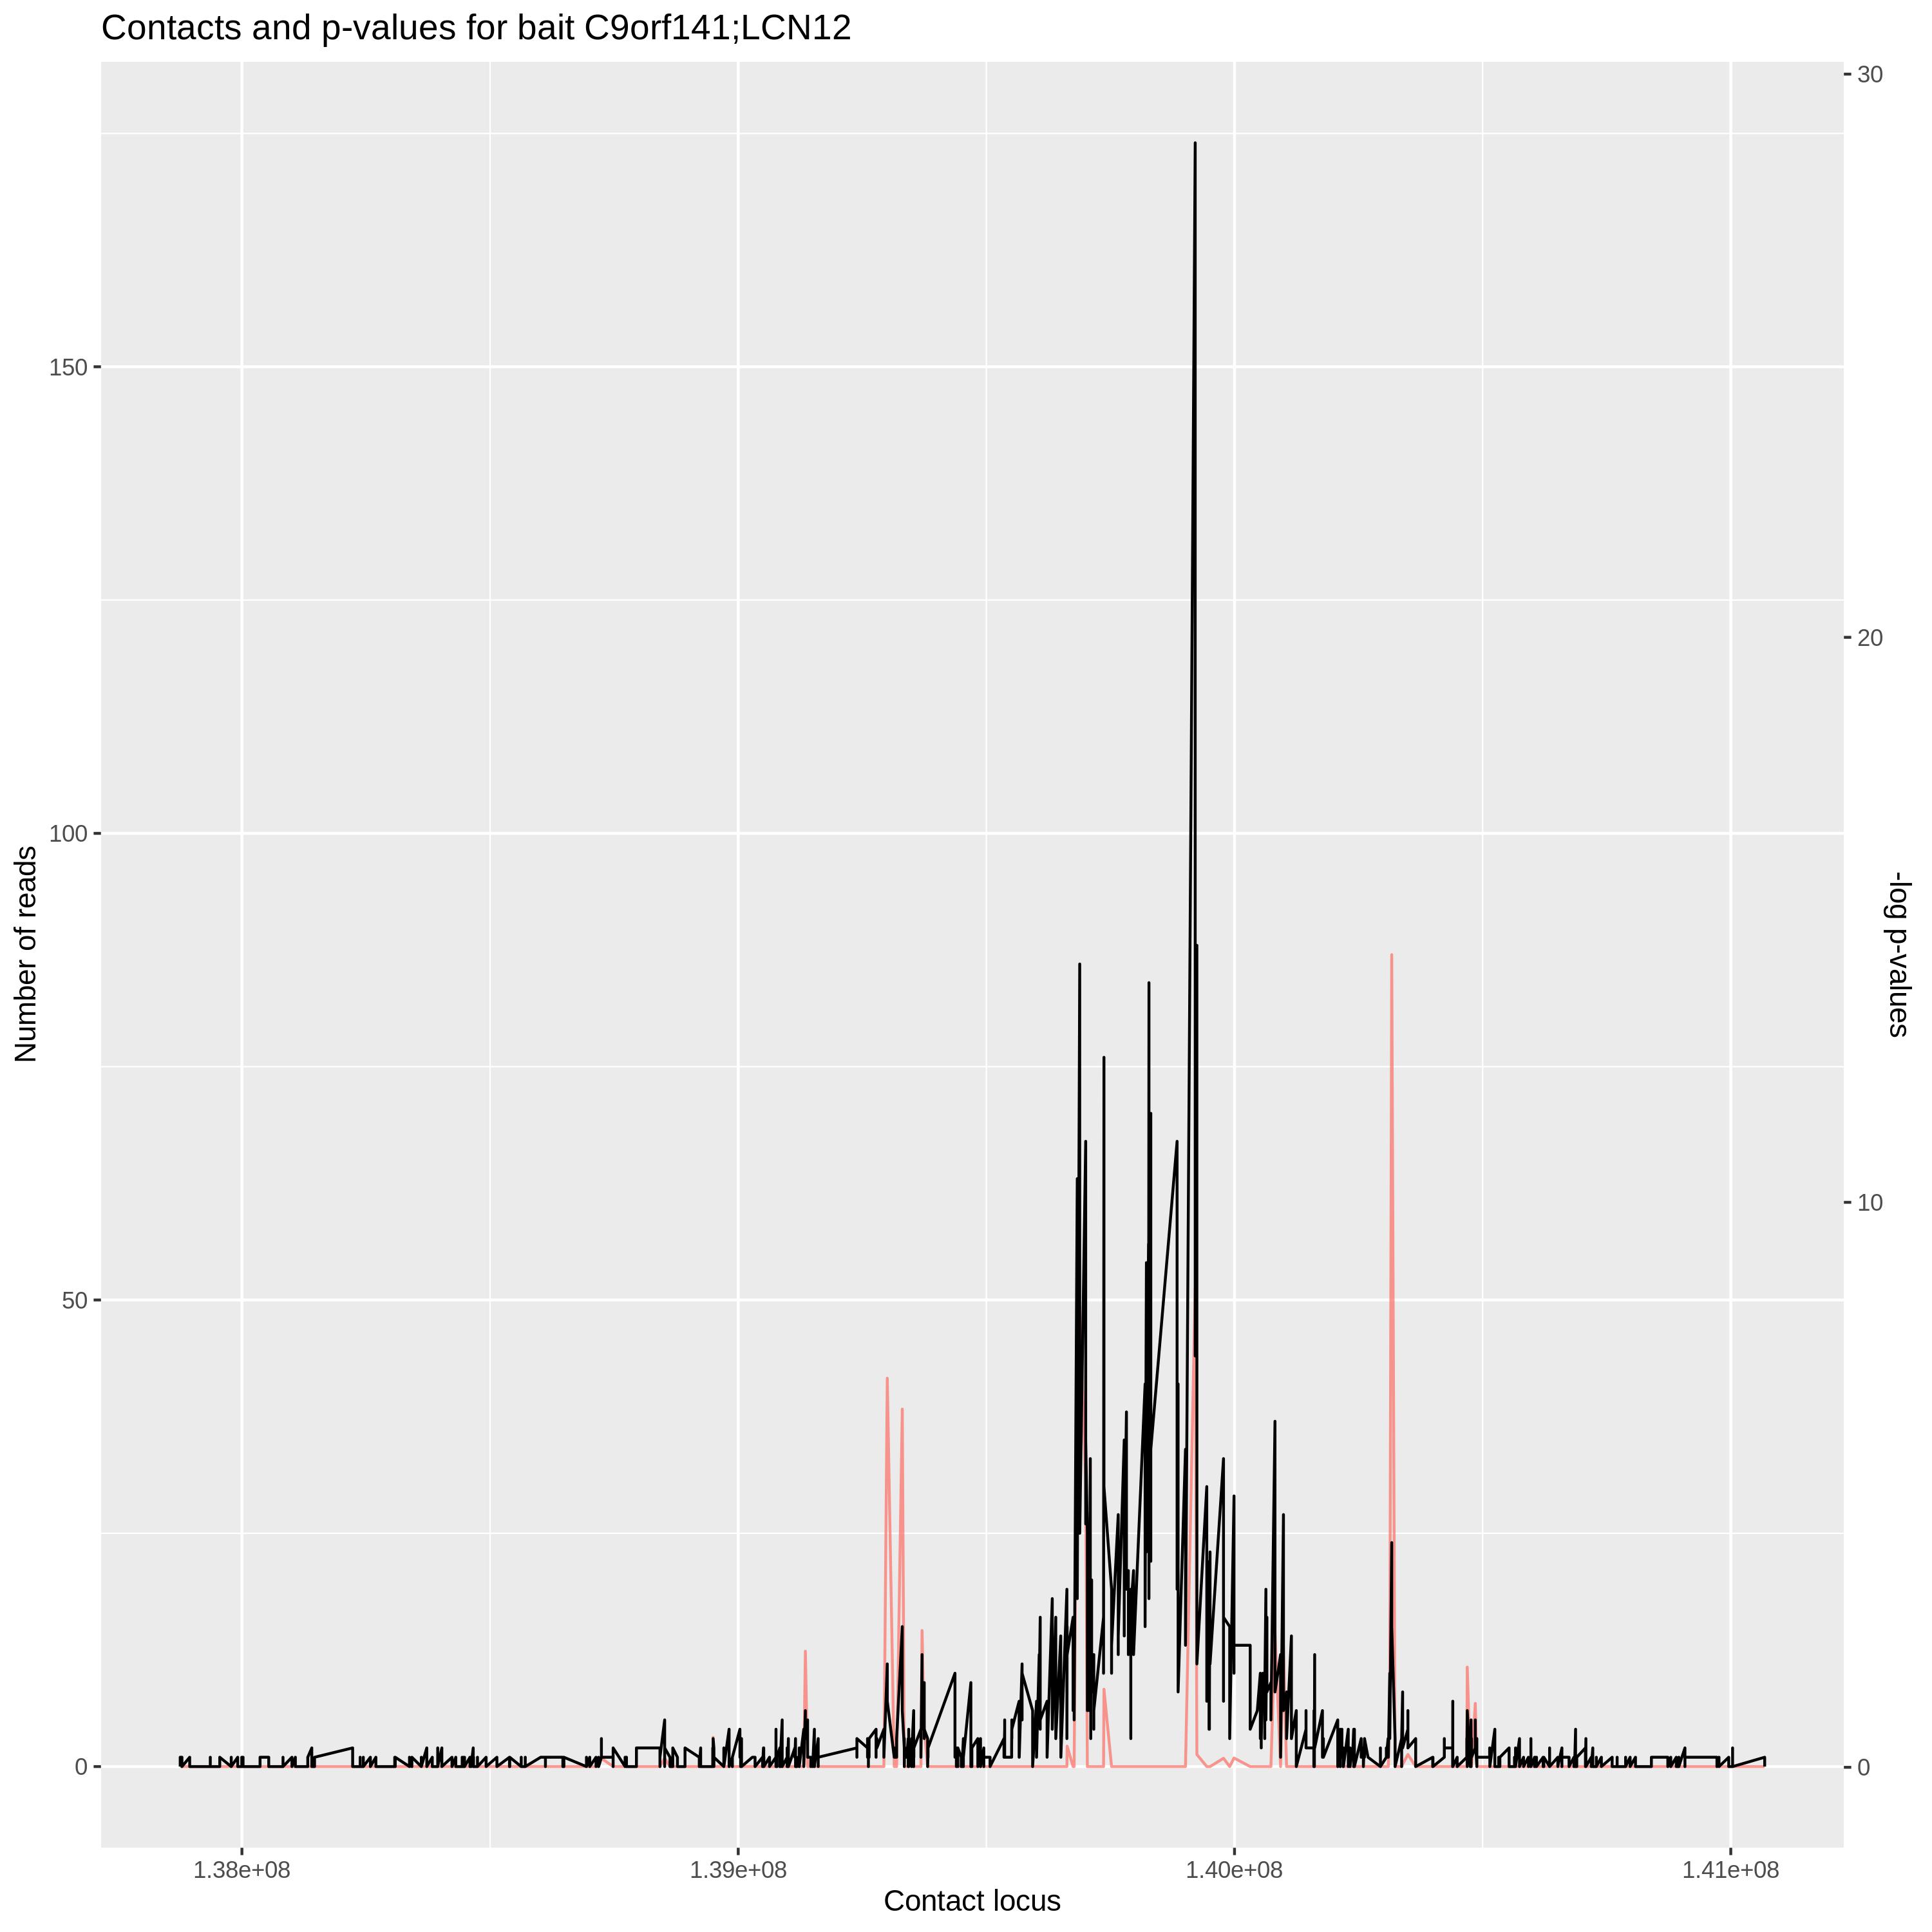 Contacts and p-values for bait C9orf141;LCN12
30
150
20
100
Number of reads
-log p-values
10
50
0
0
1.38e+08
1.39e+08
1.40e+08
1.41e+08
Contact locus